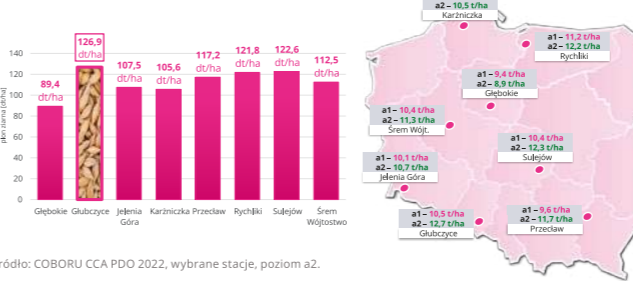 plon ziarna [dt/ha]
140
120
100
80
60
40
20
0
89,4
dt/ha
126,9
dt/ha
107,5
dt/ha
105,6
dt/ha
117,2
dt/ha
121,8
dt/ha
122,6
dt/ha
112,5
dt/ha
Głębokie
Głubczyce
Jelenia
Góra
Karżniczka
Przecław
Rychliki
Sulejów
Śrem
Wójtostwo
ródło: COBORU CCA PDO 2022, wybrane stacje, poziom a2.
a2 – 10,5 t/ha
Karżniczka
a1 – 11,2 t/ha
a2 – 12,2 t/ha
Rychliki
a1 – 9,4 t/ha
a2 – 8,9 t/ha
Głębokie
a1 – 10,4 t/ha
a2 – 11,3 t/ha
Śrem Wójt.
a1 – 10,4 t/ha
a2 – 12,3 t/ha
Sulejów
a1 – 10,1 t/ha
a2 – 10,7 t/ha
Jelenia Góra
a1 – 10,5 t/ha
a2 – 12,7 t/ha
Głubczyce
a1 – 9,6 t/ha
a2 – 11,7 t/ha
Przecław